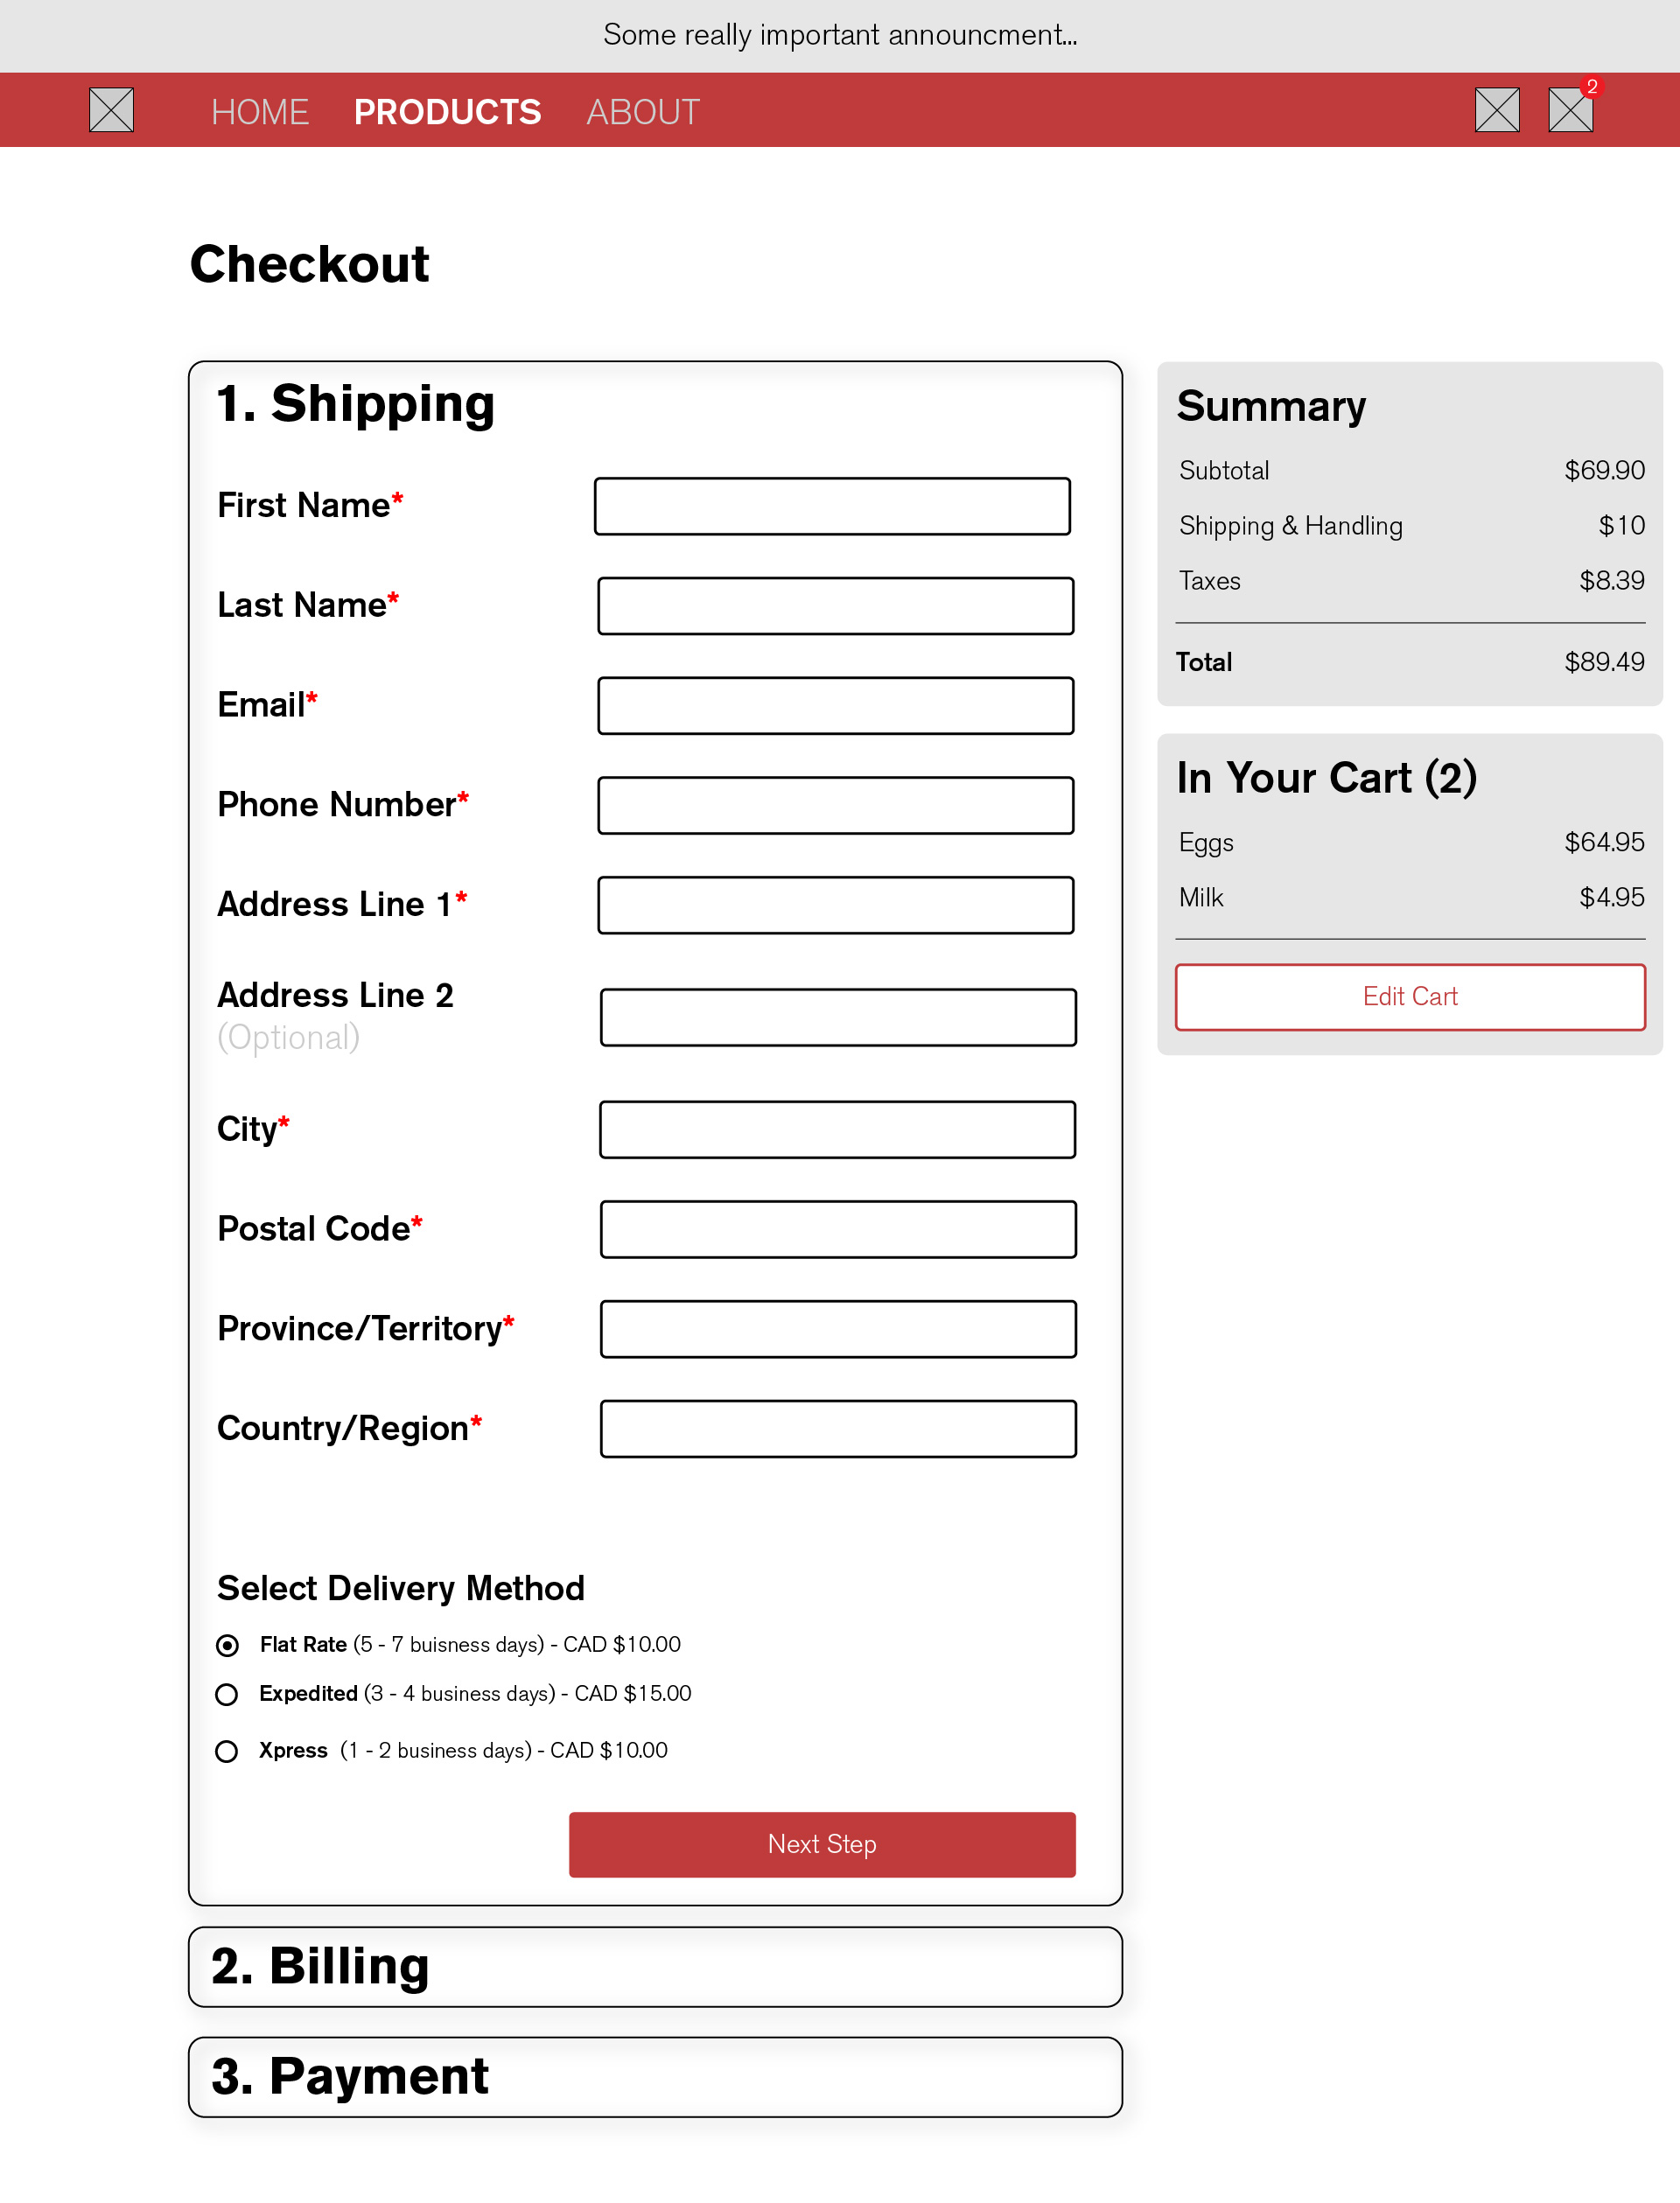 Some really important announcment...
HOME PRODUCTS ABOUT
2
Checkout
1. Shipping
First Name*
Last Name*
Email*
Phone Number*
Address Line 1*
Address Line 2
(Optional)
City*
Postal Code*
Province/Territory*
Country/Region*
Select Delivery Method
Flat Rate (5 - 7 buisness days) - CAD $10.00
Expedited (3 - 4 business days) - CAD $15.00
Xpress (1 - 2 business days) - CAD $10.00
Next Step
2. Billing
3. Payment
Summary
Subtotal $69.90
Shipping & Handling $10
Taxes $8.39
Total $89.49
In Your Cart (2)
Eggs $64.95
Milk $4.95
Edit Cart